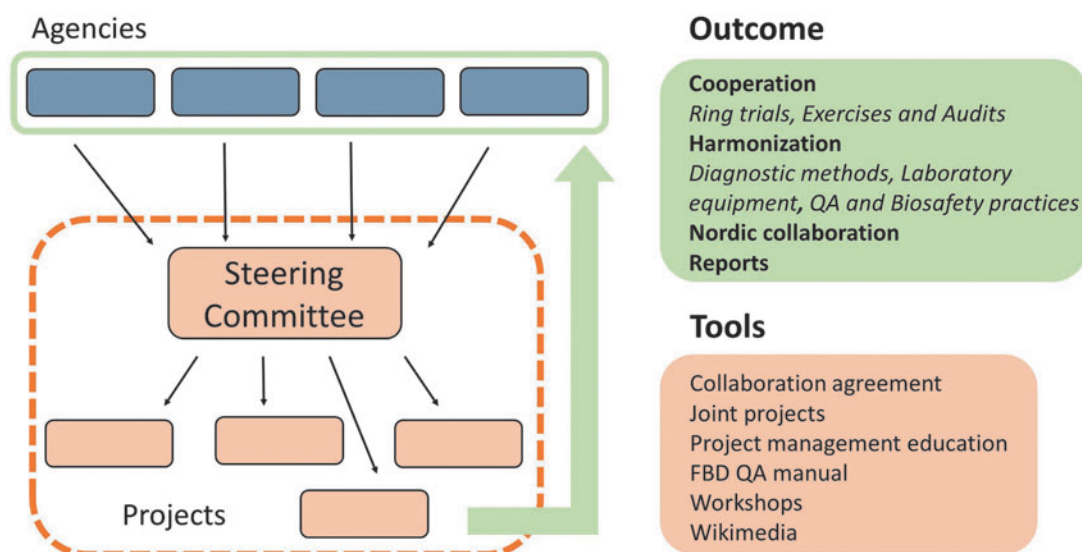 Agencies
Steering
Committee
Projects
Outcome
Cooperation
Ring trials, Exercises and Audits
Harmonization
Diagnostic methods, Laboratory
equipment, QA and Biosafety practices
Nordic collaboration
Reports
Tools
Collaboration agreement
Joint projects
Project management education
FBD QA manual
Workshops
Wikimedia